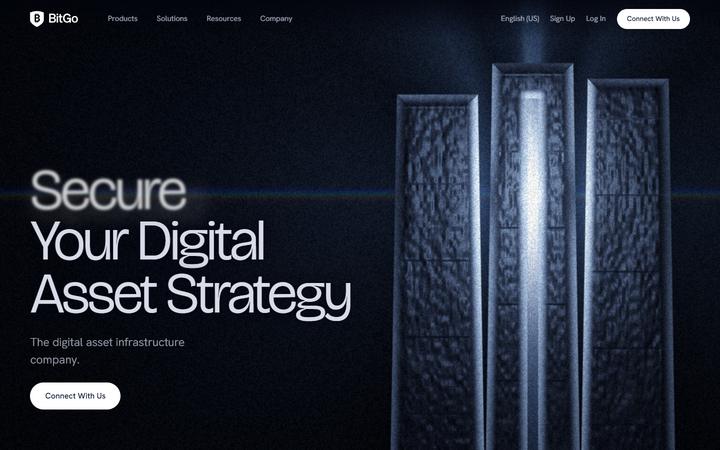 BitGo
Products
Solutions
Resources
Company
English (US)
Sign Up
Log In
Connect With Us
Secure
Your Digital
Asset Strategy
The digital asset infrastructure
company.
Connect With Us